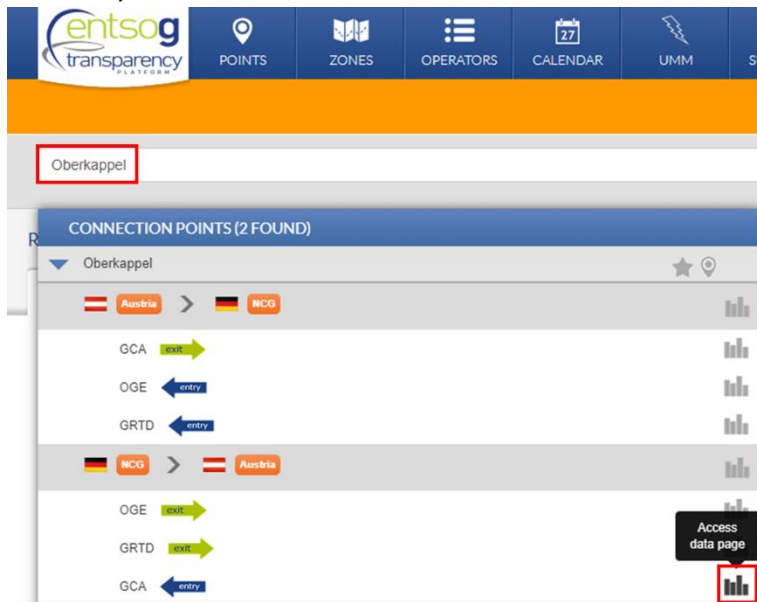 entsog
transparency
PLATFORM
POINTS
ZONES
OPERATORS
27
CALENDAR
UMM
Oberkappel
CONNECTION POINTS (2 FOUND)
Oberkappel
Austria > NCG
GCA exit
OGE entry
GRTD entry
NCG > Austria
OGE exit
GRTD exit
Access
data page
GCA entry